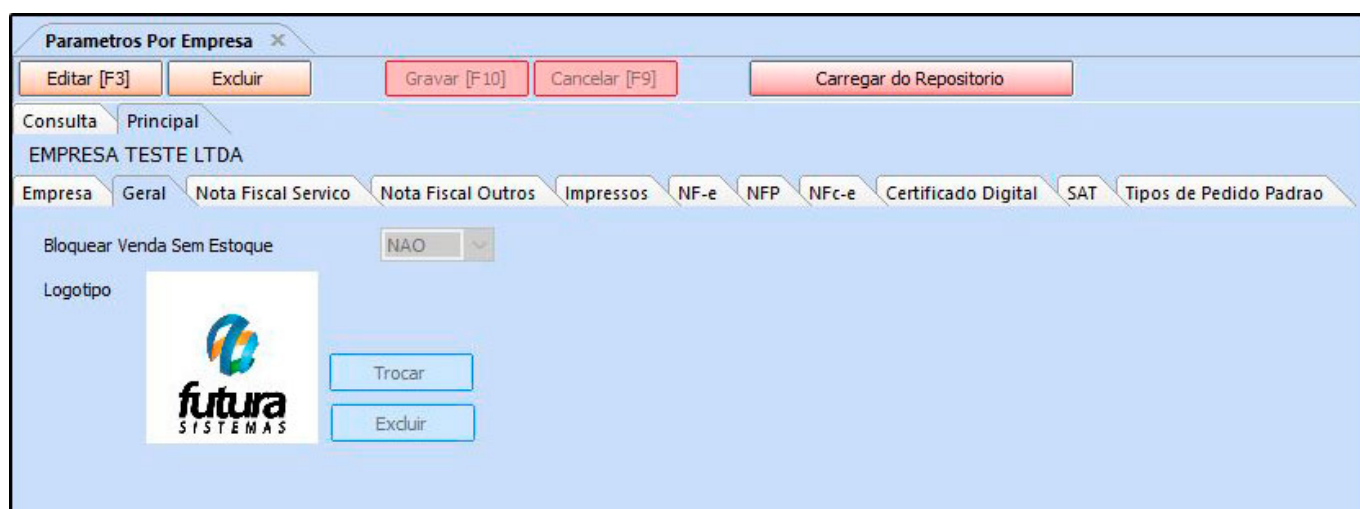 Parametros Por Empresa
Editar [F3] Excluir Gravar [F10] Cancelar [F9] Carregar do Repositorio
Consulta Principal
EMPRESA TESTE LTDA
Empresa Geral Nota Fiscal Servico Nota Fiscal Outros Impressos NF-e NFP NFc-e Certificado Digital SAT Tipos de Pedido Padrao
Bloquear Venda Sem Estoque NAO
Logotipo
futura
SISTEMAS
Trocar
Excluir